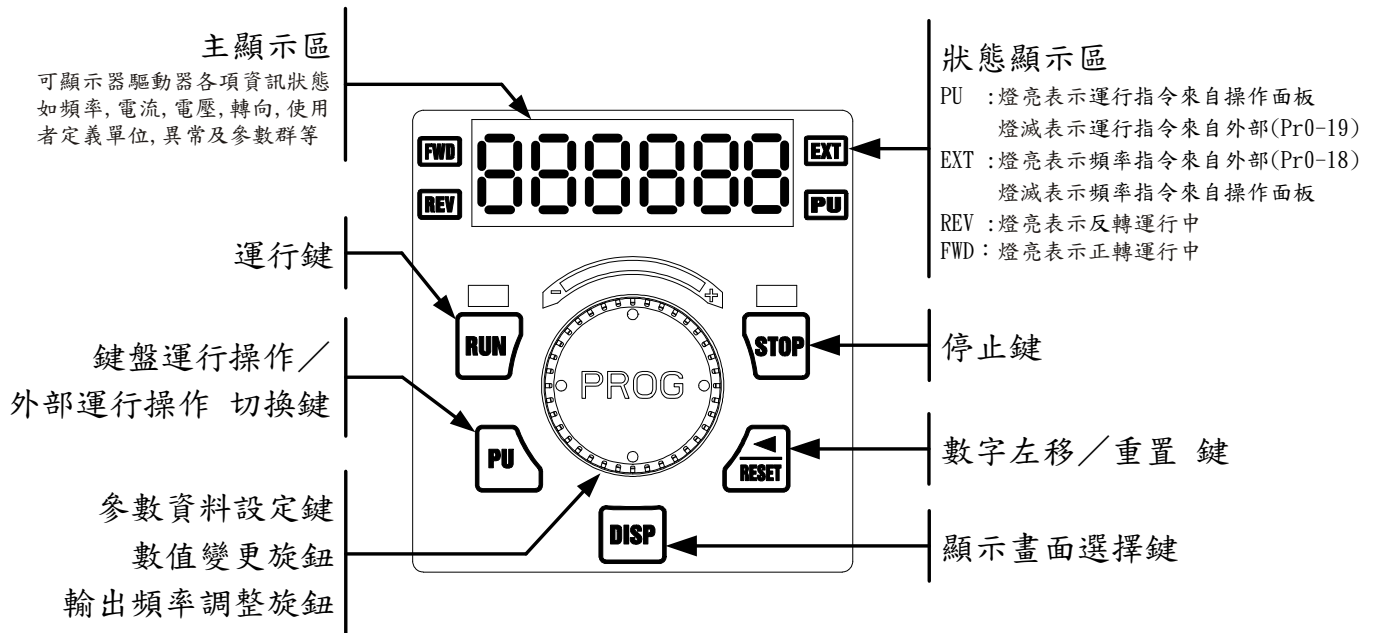 主顯示區
可顯示器驅動器各項資訊狀態
如頻率,電流,電壓,轉向,使用
者定義單位,異常及參數群等
運行鍵
鍵盤運行操作／
外部運行操作 切換鍵
參數資料設定鍵
數值變更旋鈕
輸出頻率調整旋鈕
FWD
888888
EXT
REV
PU
-
+
RUN
PROG
STOP
PU
RESET
DISP
狀態顯示區
PU :燈亮表示運行指令來自操作面板
燈滅表示運行指令來自外部(Pr0-19)
EXT :燈亮表示頻率指令來自外部(Pr0-18)
燈滅表示頻率指令來自操作面板
REV :燈亮表示反轉運行中
FWD：燈亮表示正轉運行中
停止鍵
數字左移／重置 鍵
顯示畫面選擇鍵